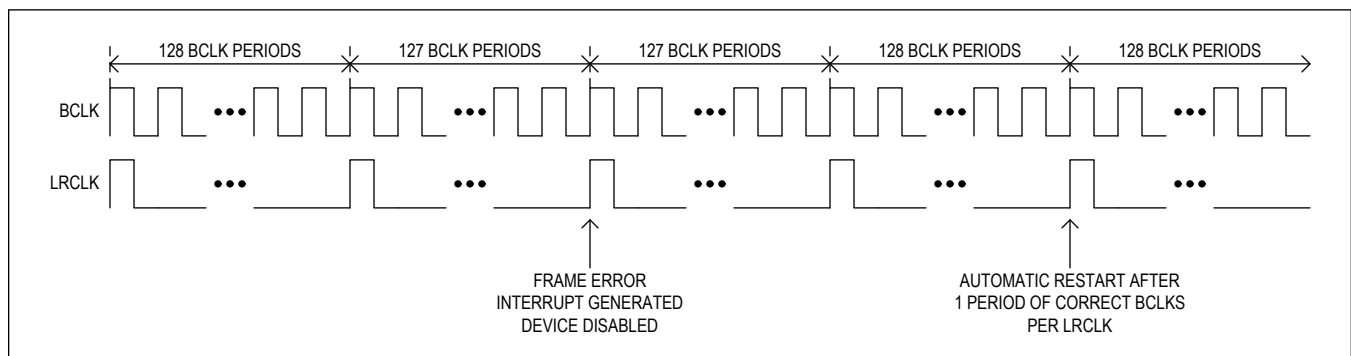 128 BCLK PERIODS 127 BCLK PERIODS 127 BCLK PERIODS 128 BCLK PERIODS 128 BCLK PERIODS
BCLK
LRCLK
FRAME ERROR
INTERRUPT GENERATED
DEVICE DISABLED
AUTOMATIC RESTART AFTER
1 PERIOD OF CORRECT BCLKS
PER LRCLK